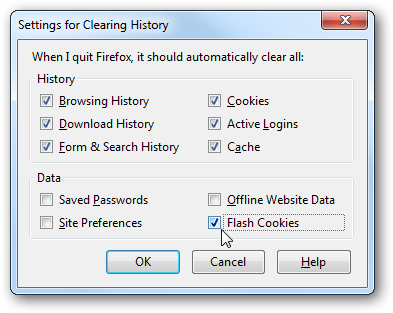 Settings for Clearing History
When I quit Firefox, it should automatically clear all:
History
Browsing History
Cookies
Download History
Active Logins
Form & Search History
Cache
Data
Saved Passwords
Offline Website Data
Site Preferences
Flash Cookies
OK
Cancel
Help